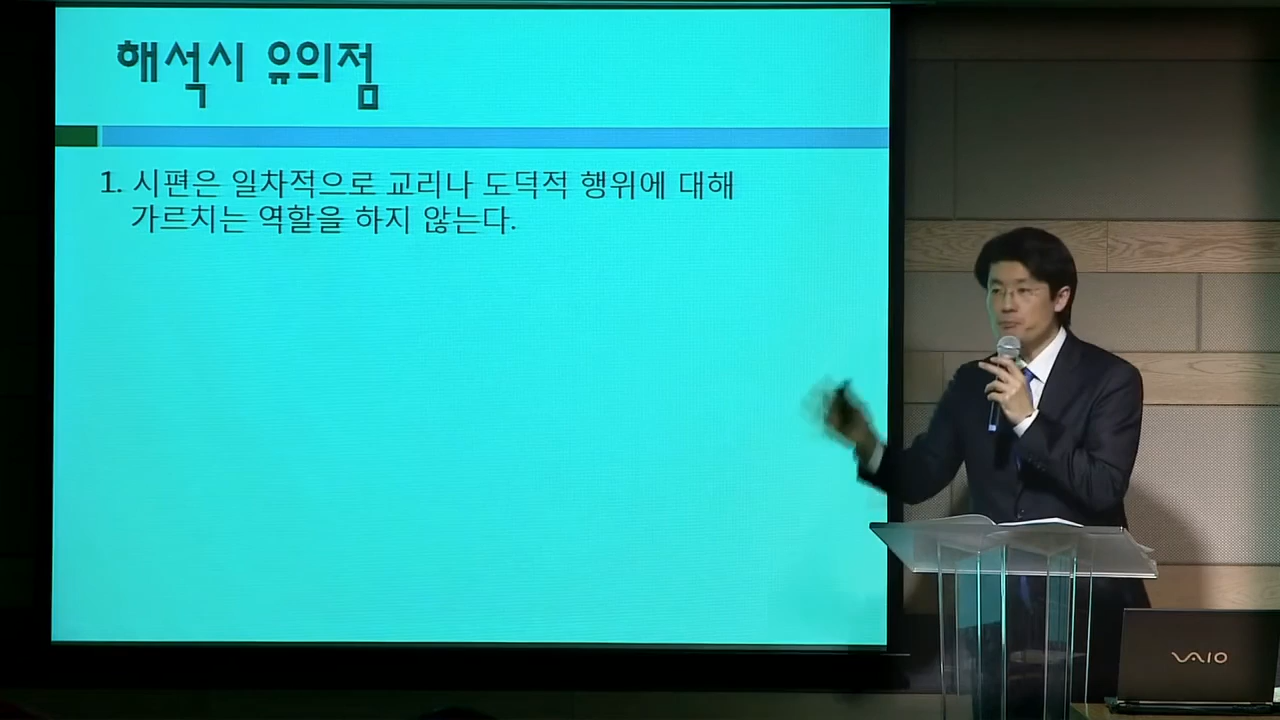 해석시 유의점
1. 시편은 일차적으로 교리나 도덕적 행위에 대해
가르치는 역할을 하지 않는다.
VAIO